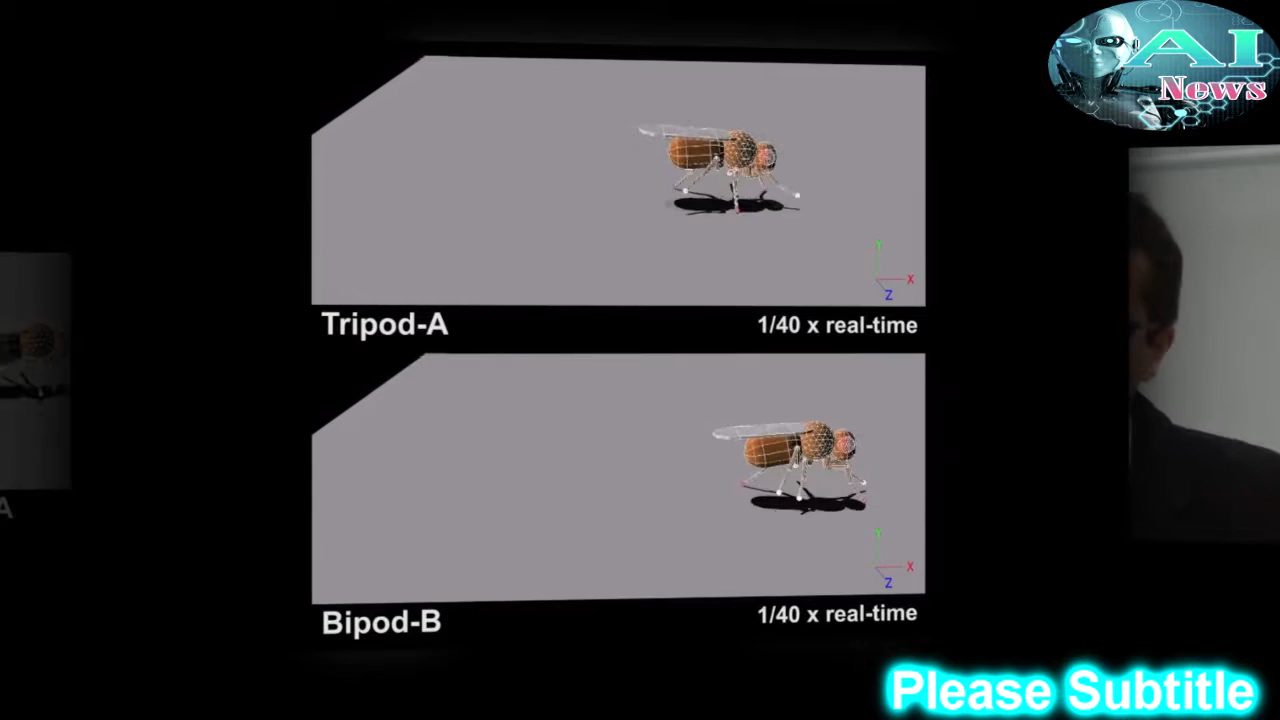 AI
News
Y
X
Z
Tripod-A
1/40 x real-time
A
Y
X
Z
Bipod-B
1/40 x real-time
Please Subtitle